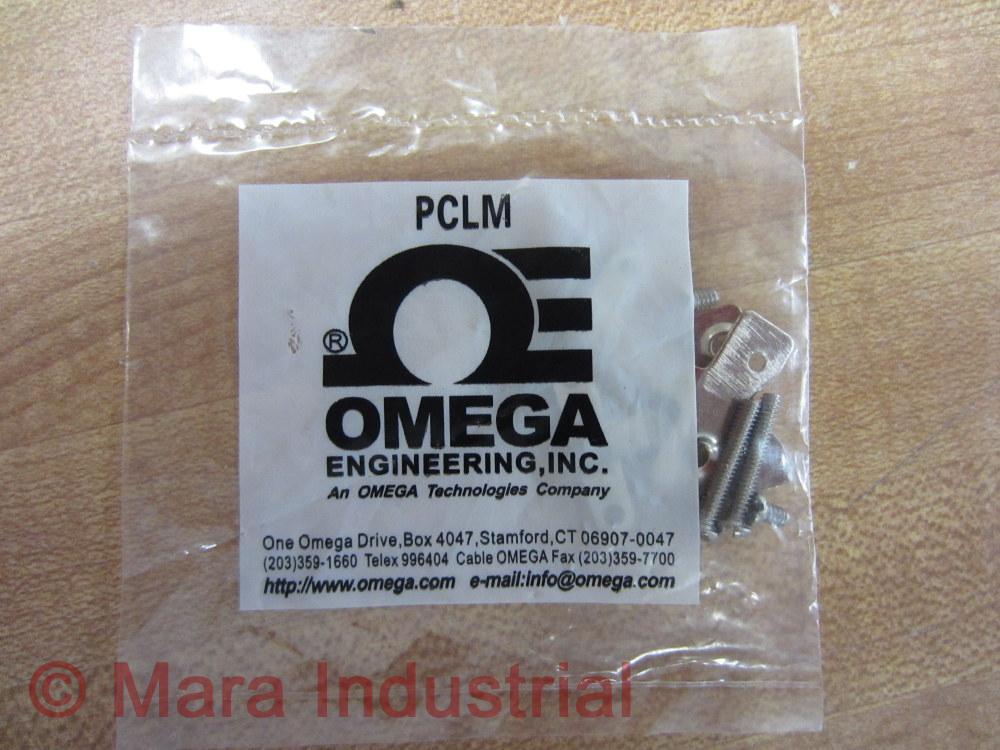 PCLM
®
OMEGA
ENGINEERING, INC.
An OMEGA Technologies Company
One Omega Drive, Box 4047, Stamford, CT 06907-0047
(203)359-1660 Telex 996404 Cable OMEGA Fax (203)359-7700
http://www.omega.com e-mail:info@omega.com
© Mara Industrial